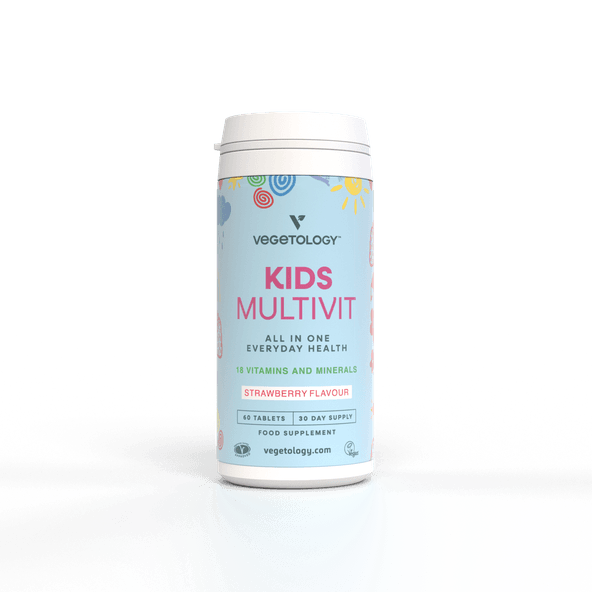 VEGETOLOGY™
KIDS
MULTIVIT
ALL IN ONE
EVERYDAY HEALTH
18 VITAMINS AND MINERALS
STRAWBERRY FLAVOUR
60 TABLETS 30 DAY SUPPLY
FOOD SUPPLEMENT
vegetology.com